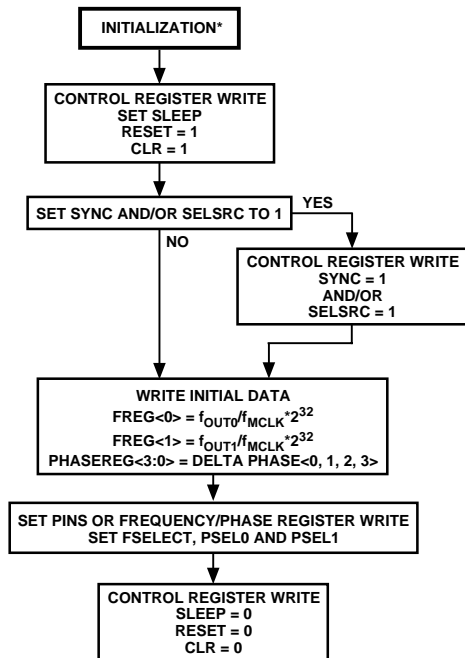 INITIALIZATION*
CONTROL REGISTER WRITE
SET SLEEP
RESET = 1
CLR = 1
SET SYNC AND/OR SELSRC TO 1
YES
NO
CONTROL REGISTER WRITE
SYNC = 1
AND/OR
SELSRC = 1
WRITE INITIAL DATA
FREG<0> = fOUT0/fMCLK*2^32
FREG<1> = fOUT1/fMCLK*2^32
PHASEREG<3:0> = DELTA PHASE<0, 1, 2, 3>
SET PINS OR FREQUENCY/PHASE REGISTER WRITE
SET FSELECT, PSEL0 AND PSEL1
CONTROL REGISTER WRITE
SLEEP = 0
RESET = 0
CLR = 0